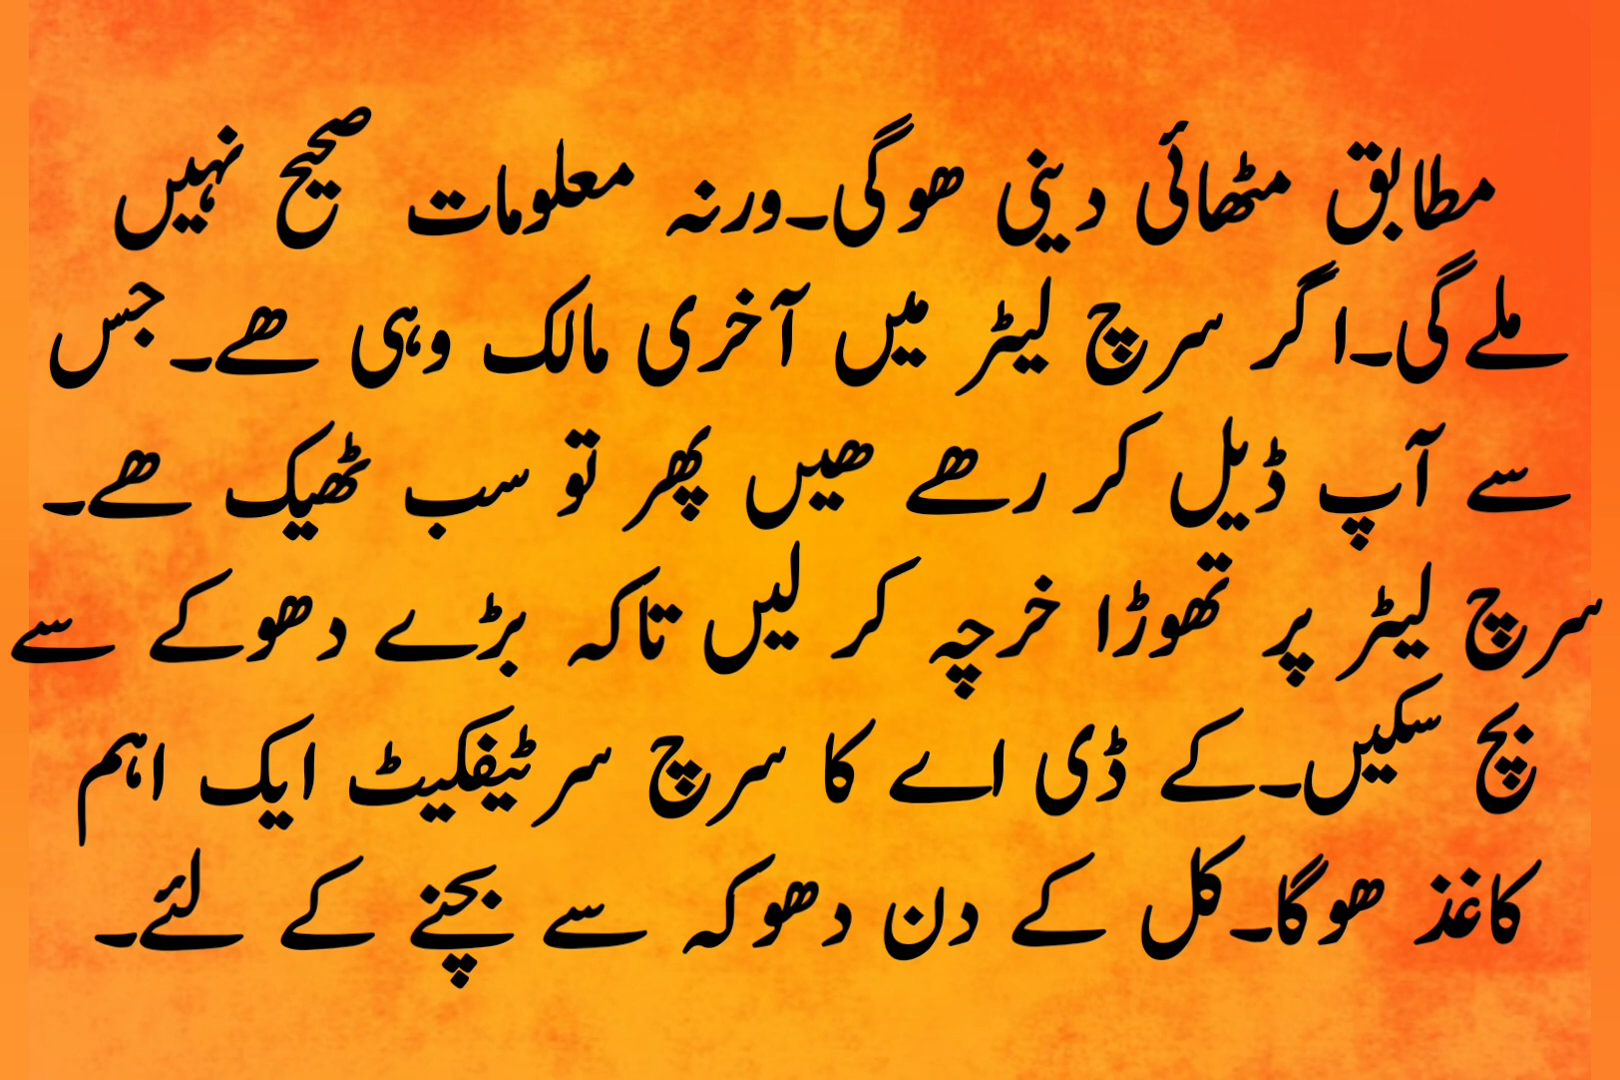 مطابق مٹھائی دینی ھوگی۔ورنہ معلومات صحیح نہیں
ملے گی۔اگر سرچ لیٹر میں آخری مالک وہی ھے۔جس
سے آپ ڈیل کر رھے ھیں پھر تو سب ٹھیک ھے۔
سرچ لیٹر پر تھوڑا خرچہ کر لیں تاکہ بڑے دھوکے سے
بچ سکیں۔کے ڈی اے کا سرچ سرٹیفکیٹ ایک اہم
کاغذ ھوگا۔کل کے دن دھوکہ سے بچنے کے لئے۔